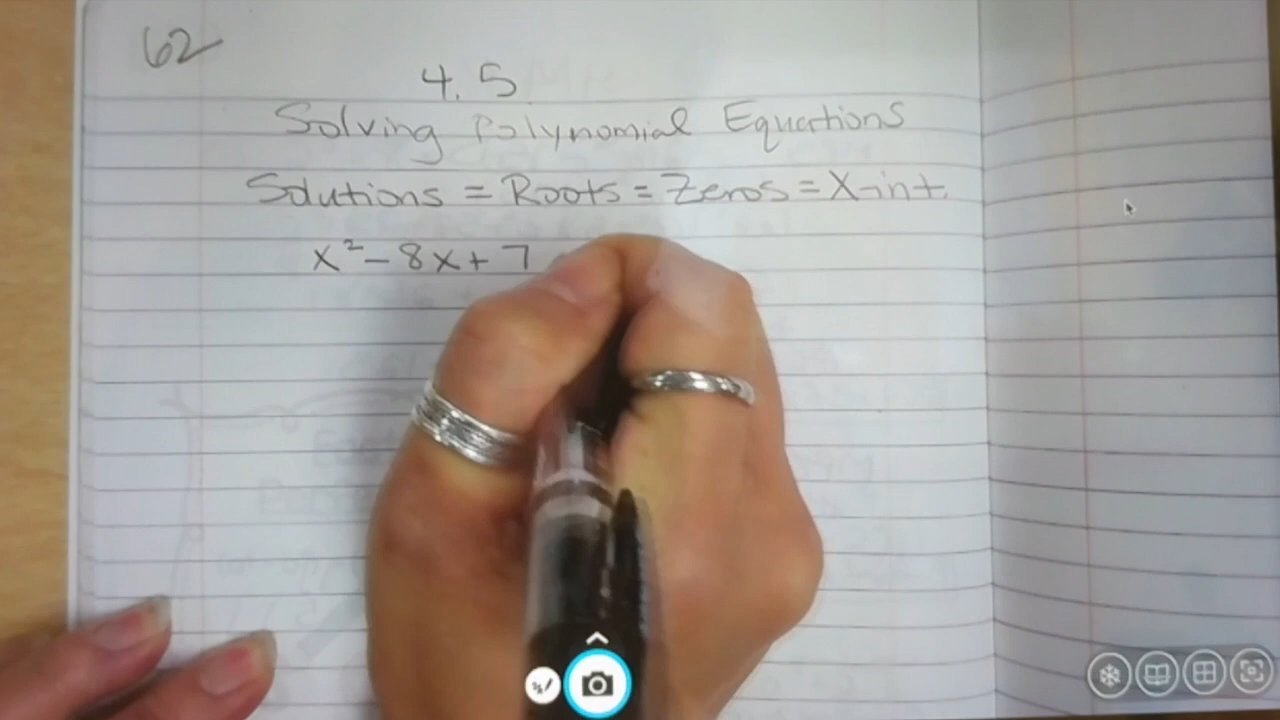 62
4.5
Solving Polynomial Equations
Solutions = Roots = Zeros = X-int.
x² - 8x + 7